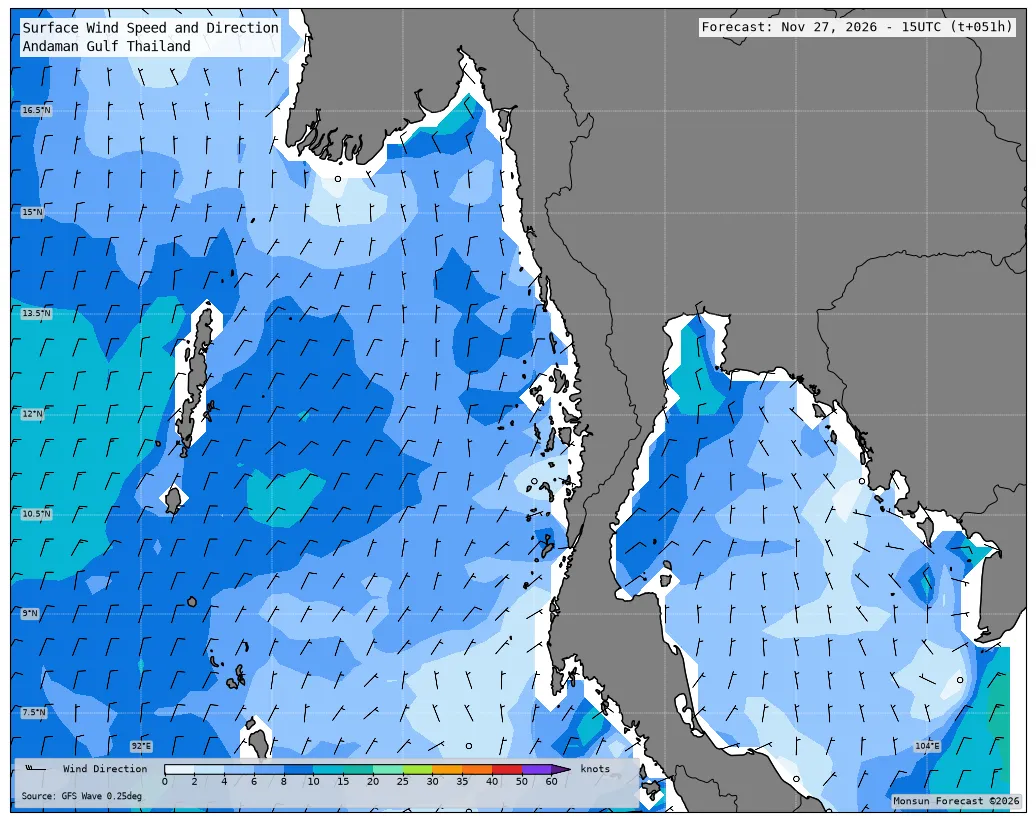 Surface Wind Speed and Direction
Andaman Gulf Thailand
Forecast: Nov 27, 2026 - 15UTC (t+051h)
16.5°N
15°N
13.5°N
12°N
10.5°N
9°N
7.5°N
92°E
104°E
Wind Direction
knots
0 2 4 6 8 10 15 20 25 30 35 40 50 60
Source: GFS Wave 0.25deg
Monsun Forecast ©2026